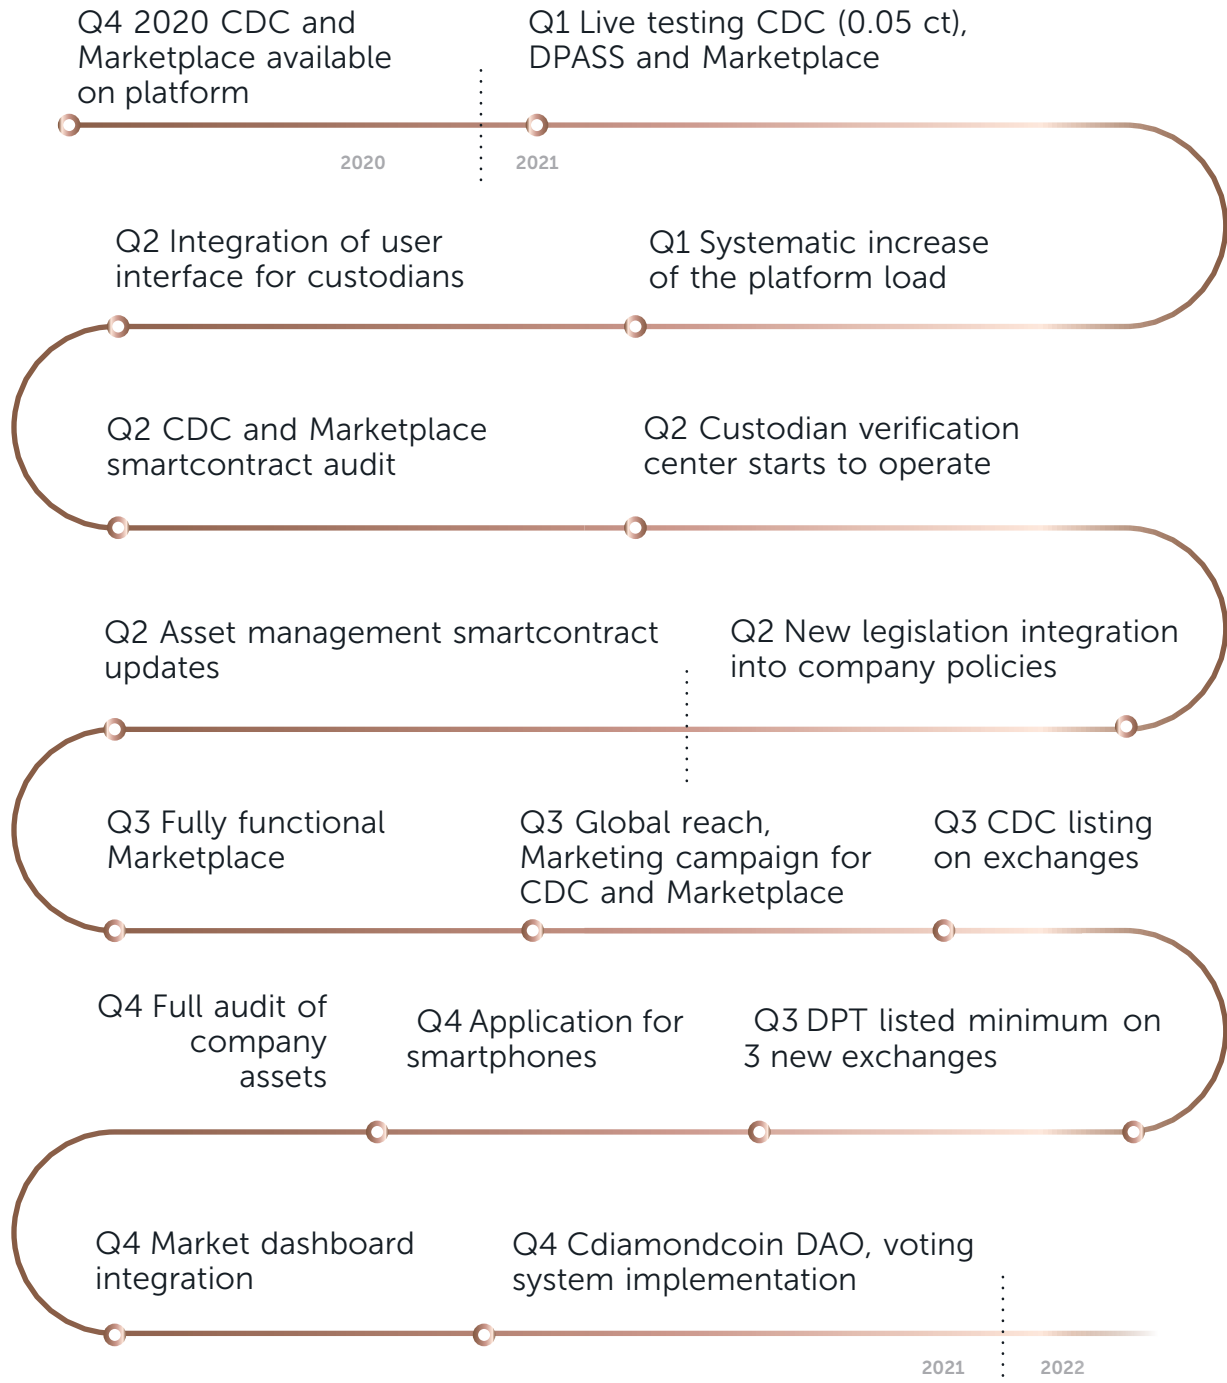 Q4 2020 CDC and
Marketplace available
on platform
Q1 Live testing CDC (0.05 ct),
DPASS and Marketplace
2020
2021
Q2 Integration of user
interface for custodians
Q1 Systematic increase
of the platform load
Q2 CDC and Marketplace
smartcontract audit
Q2 Custodian verification
center starts to operate
Q2 Asset management smartcontract
updates
Q2 New legislation integration
into company policies
Q3 Fully functional
Marketplace
Q3 Global reach,
Marketing campaign for
CDC and Marketplace
Q3 CDC listing
on exchanges
Q4 Full audit of
company
assets
Q4 Application for
smartphones
Q3 DPT listed minimum on
3 new exchanges
Q4 Market dashboard
integration
Q4 Cdiamondcoin DAO, voting
system implementation
2021
2022